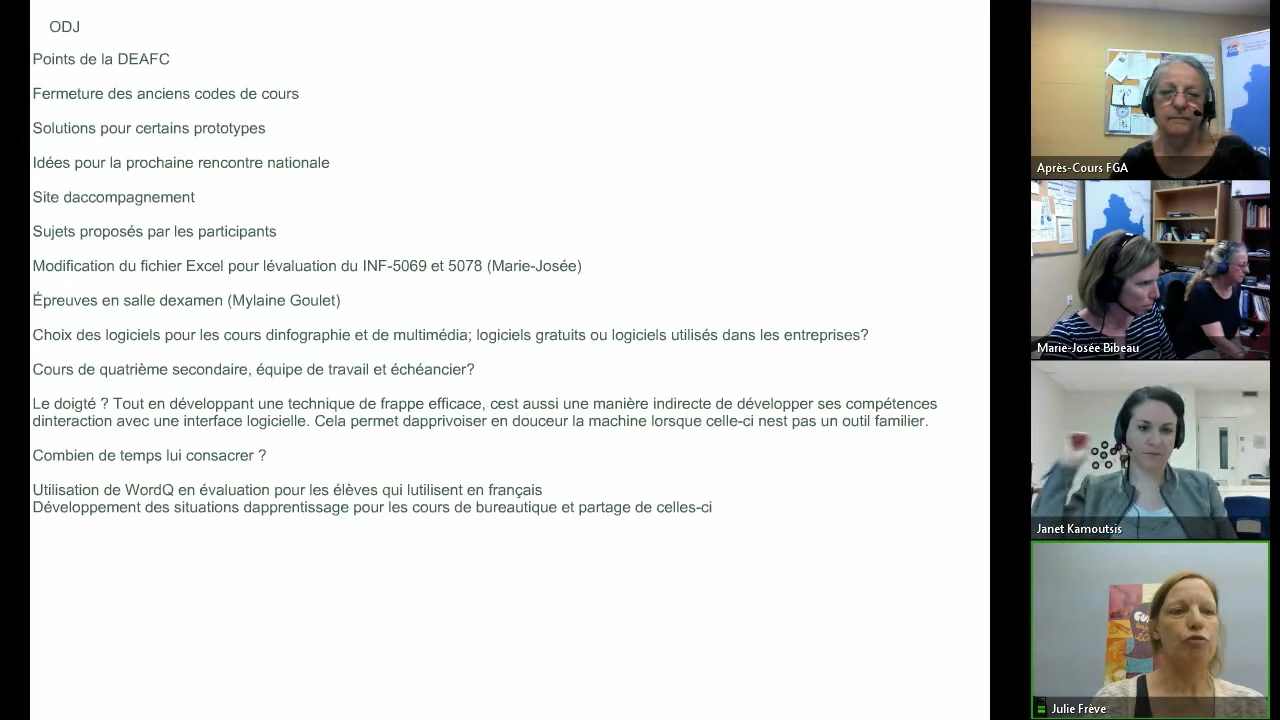 ODJ
Points de la DEAFC
Fermeture des anciens codes de cours
Solutions pour certains prototypes
Idées pour la prochaine rencontre nationale
Site daccompagnement
Sujets proposés par les participants
Modification du fichier Excel pour lévaluation du INF-5069 et 5078 (Marie-Josée)
Épreuves en salle dexamen (Mylaine Goulet)
Choix des logiciels pour les cours dinfographie et de multimédia; logiciels gratuits ou logiciels utilisés dans les entreprises?
Cours de quatrième secondaire, équipe de travail et échéancier?
Le doigté ? Tout en développant une technique de frappe efficace, cest aussi une manière indirecte de développer ses compétences
dinteraction avec une interface logicielle. Cela permet dapprivoiser en douceur la machine lorsque celle-ci nest pas un outil familier.
Combien de temps lui consacrer ?
Utilisation de WordQ en évaluation pour les élèves qui lutilisent en français
Développement des situations dapprentissage pour les cours de bureautique et partage de celles-ci
Après-Cours FGA
Marie-Josée Bibeau
Janet Kamoutsis
Julie Frève